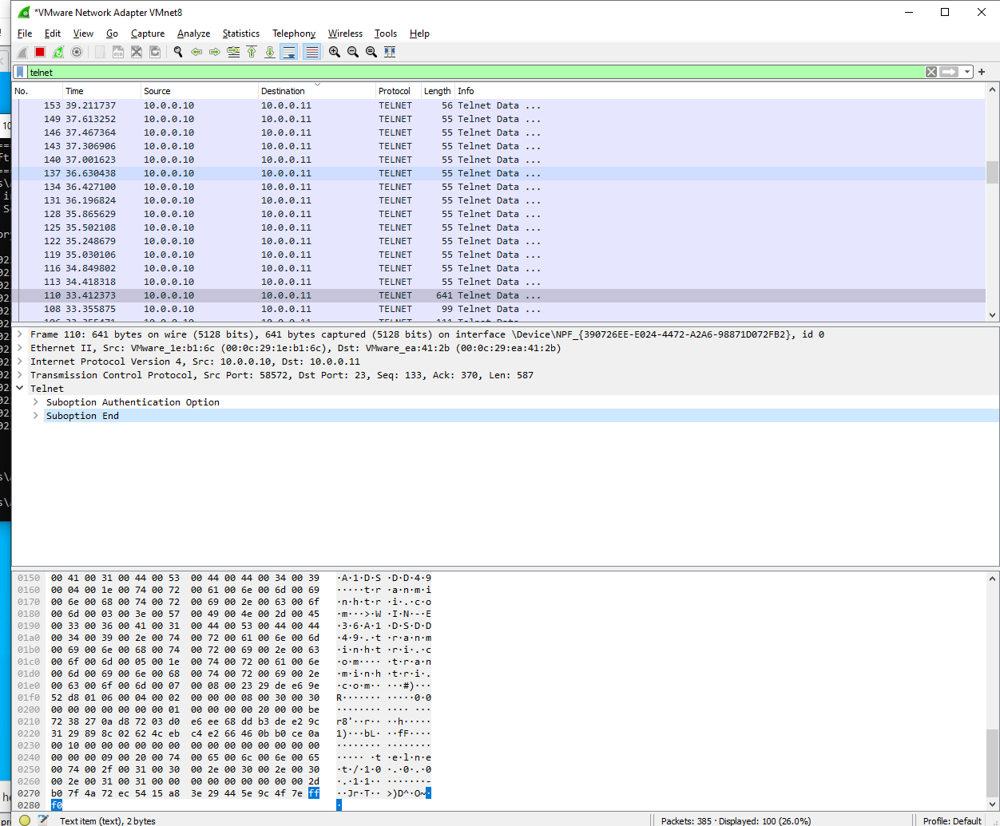 *VMware Network Adapter VMnet8
File Edit View Go Capture Analyze Statistics Telephony Wireless Tools Help
telnet
No. Time Source Destination Protocol Length Info
153 39.211737 10.0.0.10 10.0.0.11 TELNET 56 Telnet Data ...
149 37.613252 10.0.0.10 10.0.0.11 TELNET 55 Telnet Data ...
146 37.467364 10.0.0.10 10.0.0.11 TELNET 55 Telnet Data ...
143 37.306906 10.0.0.10 10.0.0.11 TELNET 55 Telnet Data ...
140 37.001623 10.0.0.10 10.0.0.11 TELNET 55 Telnet Data ...
137 36.630438 10.0.0.10 10.0.0.11 TELNET 55 Telnet Data ...
134 36.427100 10.0.0.10 10.0.0.11 TELNET 55 Telnet Data ...
131 36.196824 10.0.0.10 10.0.0.11 TELNET 55 Telnet Data ...
128 35.865629 10.0.0.10 10.0.0.11 TELNET 55 Telnet Data ...
125 35.502108 10.0.0.10 10.0.0.11 TELNET 55 Telnet Data ...
122 35.248679 10.0.0.10 10.0.0.11 TELNET 55 Telnet Data ...
119 35.030106 10.0.0.10 10.0.0.11 TELNET 55 Telnet Data ...
116 34.849802 10.0.0.10 10.0.0.11 TELNET 55 Telnet Data ...
113 34.418318 10.0.0.10 10.0.0.11 TELNET 55 Telnet Data ...
110 33.412373 10.0.0.10 10.0.0.11 TELNET 641 Telnet Data ...
108 33.355875 10.0.0.10 10.0.0.11 TELNET 99 Telnet Data ...
Frame 110: 641 bytes on wire (5128 bits), 641 bytes captured (5128 bits) on interface \Device\NPF_{390726EE-E024-4472-A2A6-98871D072FB2}, id 0
Ethernet II, Src: VMware_1e:b1:6c (00:0c:29:1e:b1:6c), Dst: VMware_ea:41:2b (00:0c:29:ea:41:2b)
Internet Protocol Version 4, Src: 10.0.0.10, Dst: 10.0.0.11
Transmission Control Protocol, Src Port: 58572, Dst Port: 23, Seq: 133, Ack: 370, Len: 587
Telnet
Suboption Authentication Option
Suboption End
0150 00 41 00 31 00 44 00 53 00 44 00 44 00 34 00 39 ·A·1·D·S ·D·D·4·9
0160 00 04 00 1e 00 74 00 72 00 61 00 6e 00 6d 00 69 ·····t·r ·a·n·m·i
0170 00 6e 00 68 00 74 00 72 00 69 00 2e 00 63 00 6f ·n·h·t·r ·i·.·c·o
0180 00 6d 00 03 00 3e 00 57 00 49 00 4e 00 2d 00 45 ·m···>·W ·I·N·-·E
0190 00 33 00 36 00 41 00 31 00 44 00 53 00 44 00 44 ·3·6·A·1 ·D·S·D·D
01a0 00 34 00 39 00 2e 00 74 00 72 00 61 00 6e 00 6d ·4·9·.·t ·r·a·n·m
01b0 00 69 00 6e 00 68 00 74 00 72 00 69 00 2e 00 63 ·i·n·h·t ·r·i·.·c
01c0 00 6f 00 6d 00 05 00 1e 00 74 00 72 00 61 00 6e ·o·m···· ·t·r·a·n
01d0 00 6d 00 69 00 6e 00 68 00 74 00 72 00 69 00 2e ·m·i·n·h ·t·r·i·.
01e0 00 63 00 6f 00 6d 00 07 00 08 00 23 29 de e6 9e ·c·o·m·· ···#)···
01f0 52 d8 01 06 00 04 00 02 00 00 00 08 00 30 00 30 R······· ·····0·0
0200 00 00 00 00 00 00 00 01 00 00 00 00 20 00 00 be ········ ···· ···
0210 72 38 27 0a d8 72 03 d0 e6 ee 68 dd b3 de e2 9c r8'··r·· ··h·····
0220 31 29 89 8c 02 62 4c eb c4 e2 66 46 0b b0 ce 0a 1)···bL· ··fF····
0230 00 10 00 00 00 00 00 00 00 00 00 00 00 00 00 00 ········ ········
0240 00 00 00 09 00 20 00 74 00 65 00 6c 00 6e 00 65 ····· ·t ·e·l·n·e
0250 00 74 00 2f 00 31 00 30 00 2e 00 30 00 2e 00 30 ·t·/·1·0 ·.·0·.·0
0260 00 2e 00 31 00 31 00 00 00 00 00 00 00 00 00 2d ·.·1·1·· ·······-
0270 b0 7f 4a 72 ec 54 15 a8 3e 29 44 5e 9c 4f 7e ff ··Jr·T·· >)D^·O~·
0280 f0 ·
Text item (text), 2 bytes
Packets: 385 · Displayed: 100 (26.0%)
Profile: Default